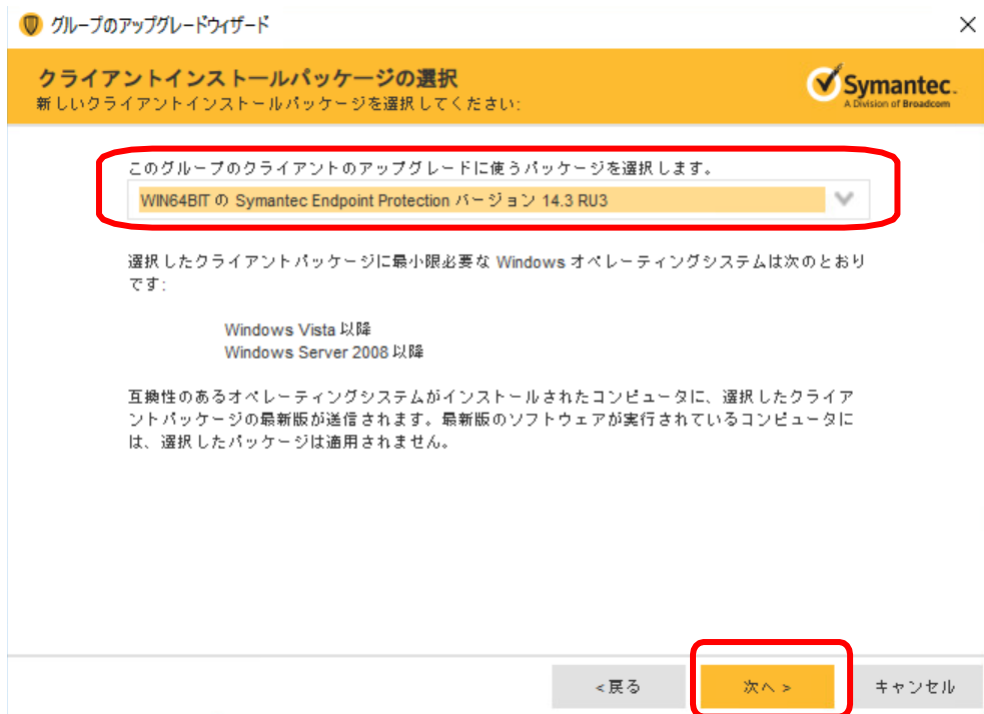 グループのアップグレードウィザード
クライアントインストールパッケージの選択
新しいクライアントインストールパッケージを選択してください:
Symantec.
A Division of Broadcom
このグループのクライアントのアップグレードに使うパッケージを選択します。
WIN64BIT の Symantec Endpoint Protection バージョン 14.3 RU3
選択したクライアントパッケージに最小限必要な Windows オペレーティングシステムは次のとおり
です:
Windows Vista 以降
Windows Server 2008 以降
互換性のあるオペレーティングシステムがインストールされたコンピュータに、選択したクライア
ントパッケージの最新版が送信されます。最新版のソフトウェアが実行されているコンピュータに
は、選択したパッケージは適用されません。
<戻る
次へ >
キャンセル